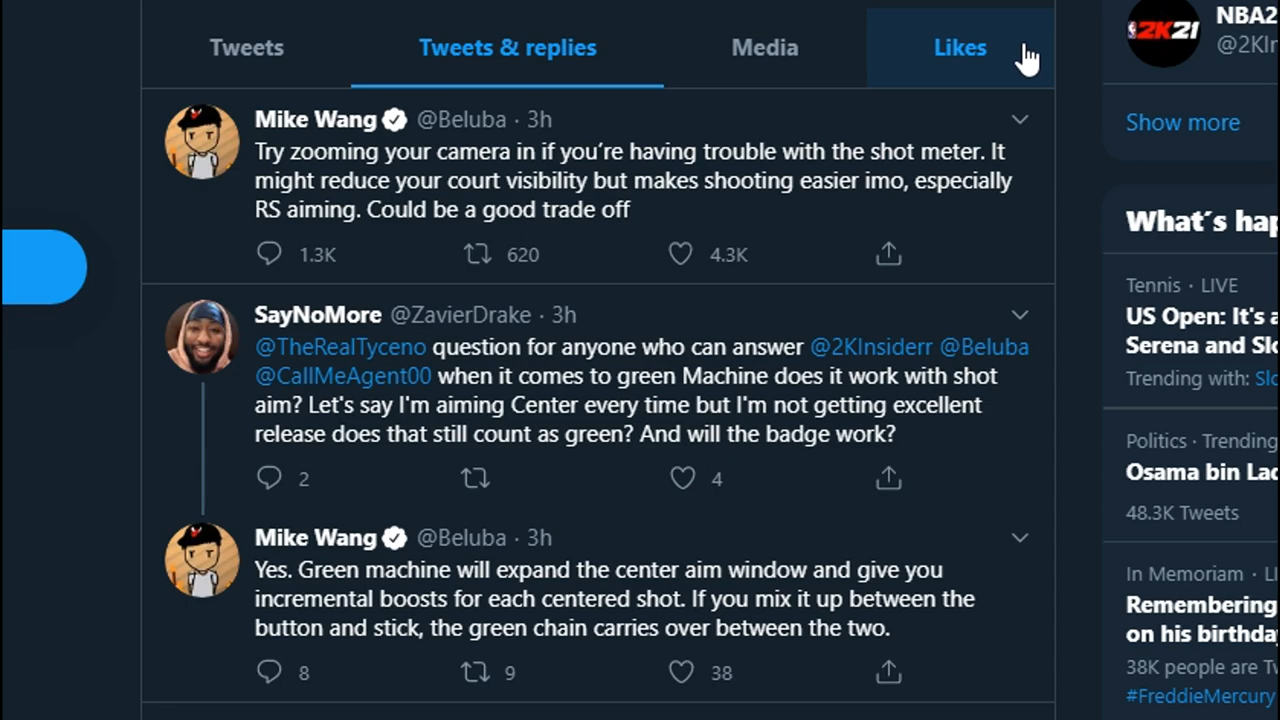 Tweets
Tweets & replies
Media
Likes
Mike Wang @Beluba · 3h
Try zooming your camera in if you’re having trouble with the shot meter. It
might reduce your court visibility but makes shooting easier imo, especially
RS aiming. Could be a good trade off
1.3K 620 4.3K
SayNoMore @ZavierDrake · 3h
@TheRealTyceno question for anyone who can answer @2KInsiderr @Beluba
@CallMeAgent00 when it comes to green Machine does it work with shot
aim? Let's say I'm aiming Center every time but I'm not getting excellent
release does that still count as green? And will the badge work?
2 4
Mike Wang @Beluba · 3h
Yes. Green machine will expand the center aim window and give you
incremental boosts for each centered shot. If you mix it up between the
button and stick, the green chain carries over between the two.
8 9 38
2K21
NBA2
@2KIn
Show more
What's hap
Tennis · LIVE
US Open: It's a
Serena and Slo
Trending with: Slo
Politics · Trending
Osama bin Lad
48.3K Tweets
In Memoriam · LI
Remembering
on his birthda
38K people are Tw
#FreddieMercury